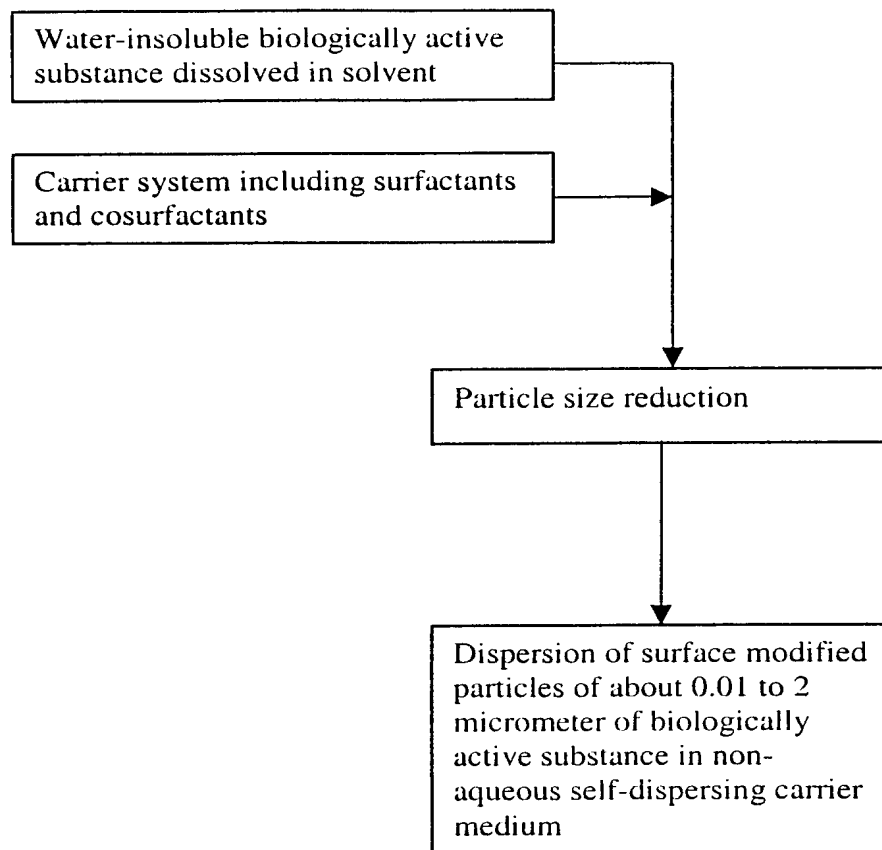 Water-insoluble biologically active
substance dissolved in solvent
Carrier system including surfactants
and cosurfactants
Particle size reduction
Dispersion of surface modified
particles of about 0.01 to 2
micrometer of biologically
active substance in non-
aqueous self-dispersing carrier
medium